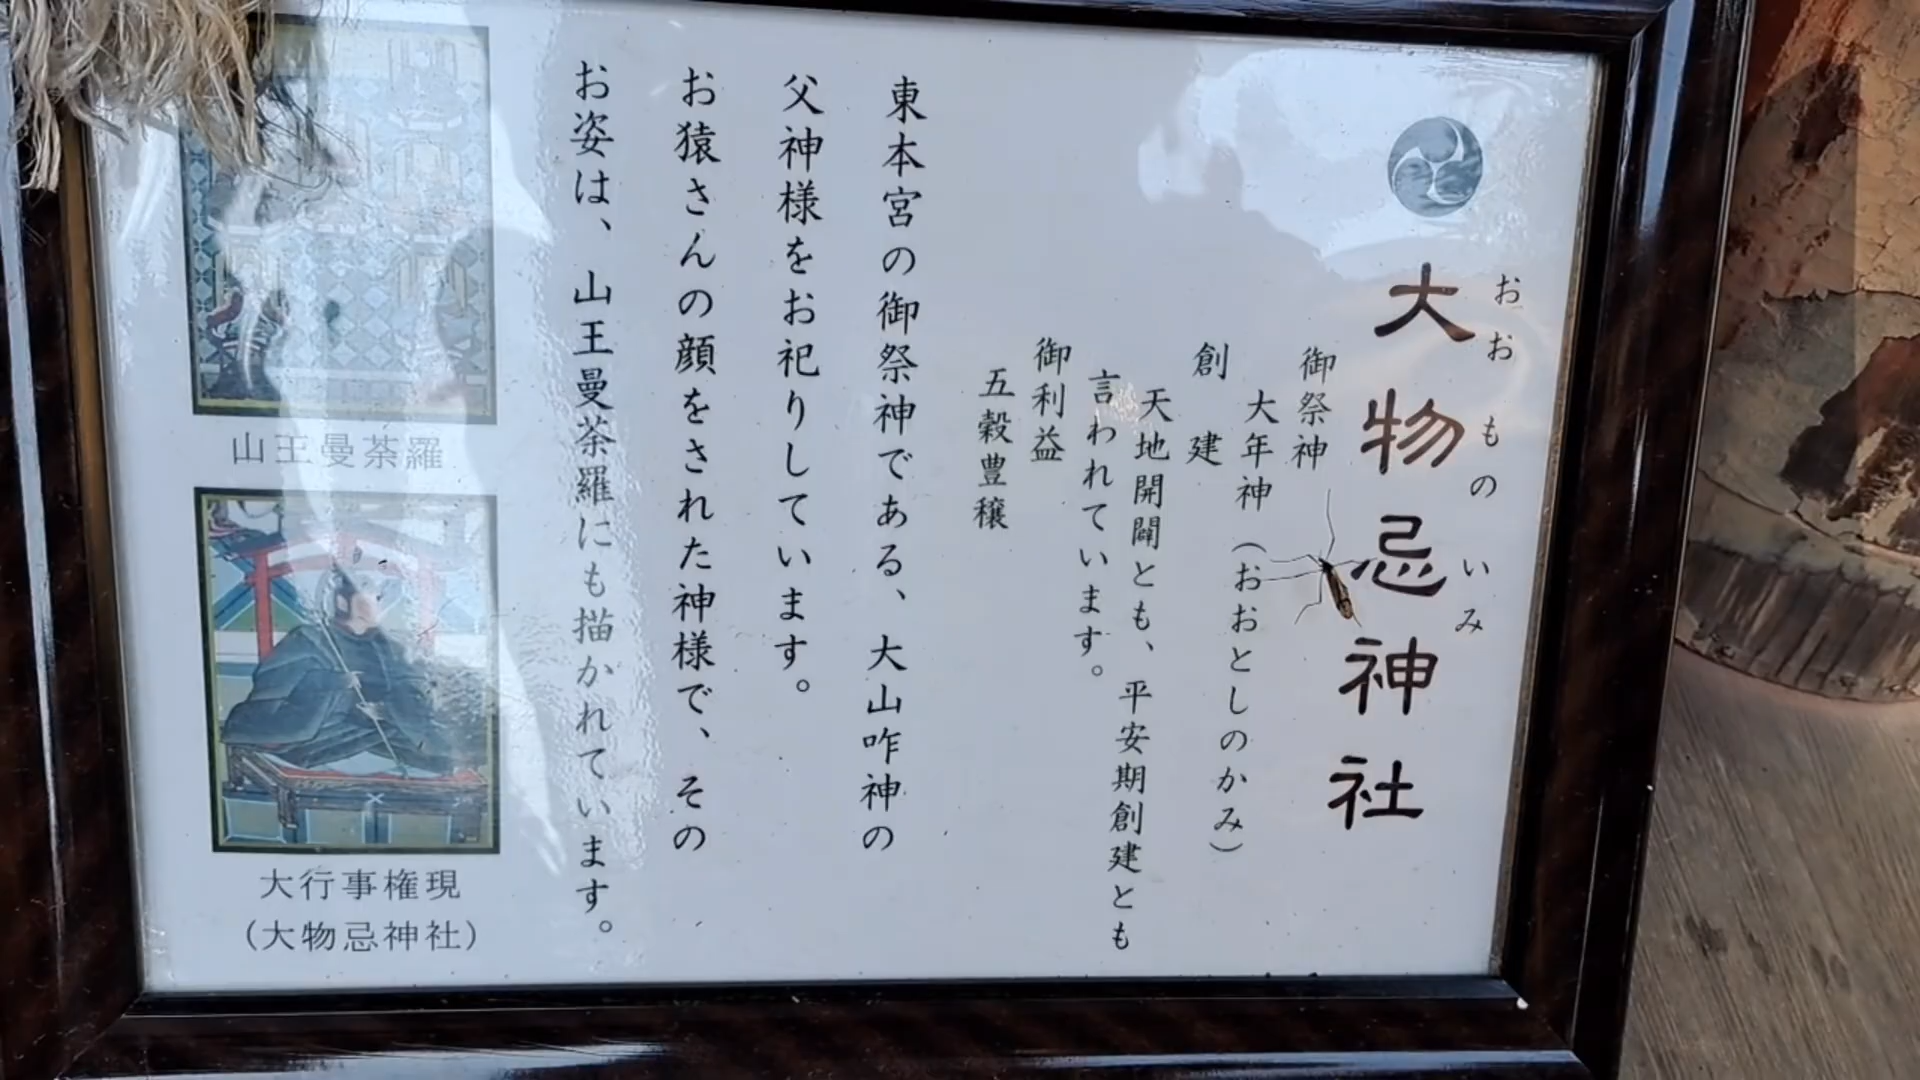 大物忌神社
おおものいみ
御祭神
大年神（おおとしのかみ）
創建
天地開闢とも、平安期創建とも
言われています。
御利益
五穀豊穣
東本宮の御祭神である、大山咋神の
父神様をお祀りしています。
お猿さんの顔をされた神様で、その
お姿は、山王曼荼羅にも描かれています。
山王曼荼羅
大行事権現
（大物忌神社）